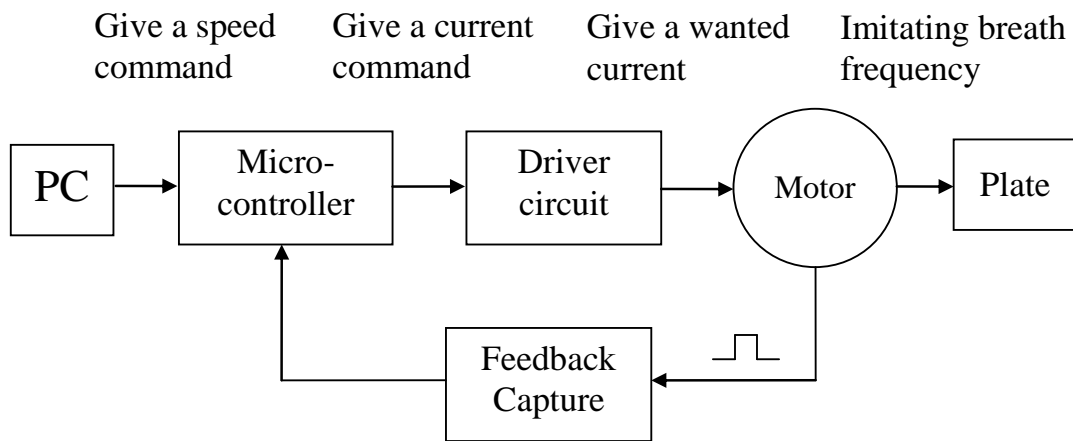 Give a speed
command
Give a current
command
Give a wanted
current
Imitating breath
frequency
PC
Micro-
controller
Driver
circuit
Motor
Plate
Feedback
Capture